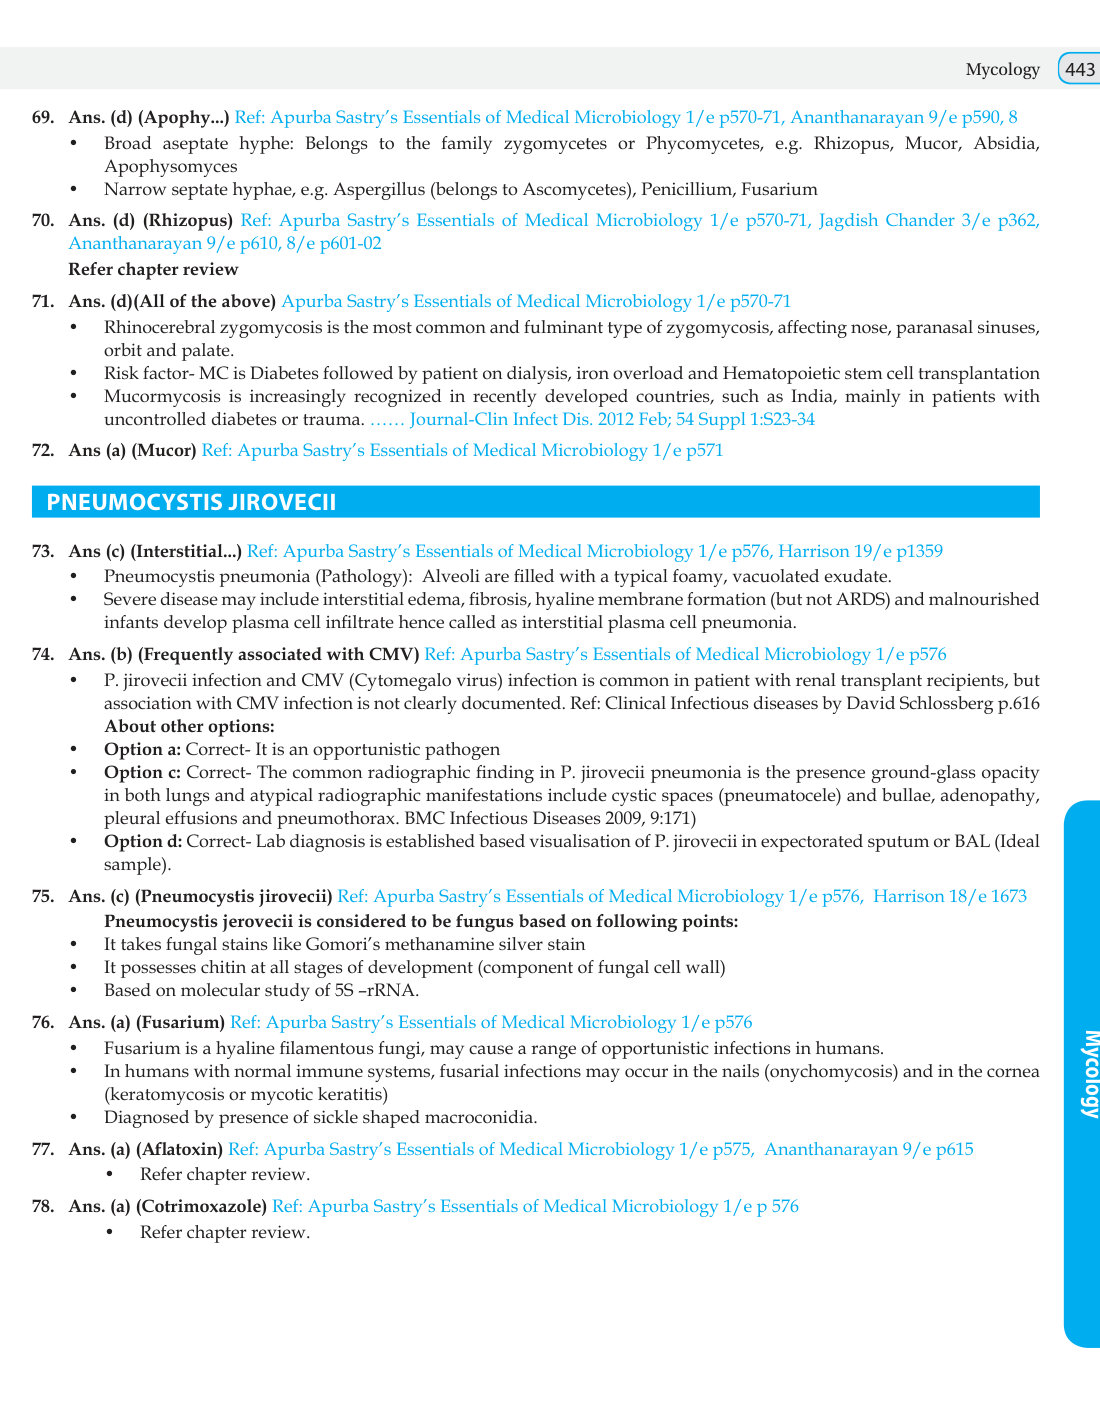 Mycology 443
69. Ans. (d) (Apophy...) Ref: Apurba Sastry’s Essentials of Medical Microbiology 1/e p570-71, Ananthanarayan 9/e p590, 8
• Broad aseptate hyphe: Belongs to the family zygomycetes or Phycomycetes, e.g. Rhizopus, Mucor, Absidia,
Apophysomyces
• Narrow septate hyphae, e.g. Aspergillus (belongs to Ascomycetes), Penicillium, Fusarium
70. Ans. (d) (Rhizopus) Ref: Apurba Sastry’s Essentials of Medical Microbiology 1/e p570-71, Jagdish Chander 3/e p362,
Ananthanarayan 9/e p610, 8/e p601-02
Refer chapter review
71. Ans. (d)(All of the above) Apurba Sastry’s Essentials of Medical Microbiology 1/e p570-71
• Rhinocerebral zygomycosis is the most common and fulminant type of zygomycosis, affecting nose, paranasal sinuses,
orbit and palate.
• Risk factor- MC is Diabetes followed by patient on dialysis, iron overload and Hematopoietic stem cell transplantation
• Mucormycosis is increasingly recognized in recently developed countries, such as India, mainly in patients with
uncontrolled diabetes or trauma. …… Journal-Clin Infect Dis. 2012 Feb; 54 Suppl 1:S23-34
72. Ans (a) (Mucor) Ref: Apurba Sastry’s Essentials of Medical Microbiology 1/e p571
PNEUMOCYSTIS JIROVECII
73. Ans (c) (Interstitial...) Ref: Apurba Sastry’s Essentials of Medical Microbiology 1/e p576, Harrison 19/e p1359
• Pneumocystis pneumonia (Pathology): Alveoli are filled with a typical foamy, vacuolated exudate.
• Severe disease may include interstitial edema, fibrosis, hyaline membrane formation (but not ARDS) and malnourished
infants develop plasma cell infiltrate hence called as interstitial plasma cell pneumonia.
74. Ans. (b) (Frequently associated with CMV) Ref: Apurba Sastry’s Essentials of Medical Microbiology 1/e p576
• P. jirovecii infection and CMV (Cytomegalo virus) infection is common in patient with renal transplant recipients, but
association with CMV infection is not clearly documented. Ref: Clinical Infectious diseases by David Schlossberg p.616
About other options:
• Option a: Correct- It is an opportunistic pathogen
• Option c: Correct- The common radiographic finding in P. jirovecii pneumonia is the presence ground-glass opacity
in both lungs and atypical radiographic manifestations include cystic spaces (pneumatocele) and bullae, adenopathy,
pleural effusions and pneumothorax. BMC Infectious Diseases 2009, 9:171)
• Option d: Correct- Lab diagnosis is established based visualisation of P. jirovecii in expectorated sputum or BAL (Ideal
sample).
75. Ans. (c) (Pneumocystis jirovecii) Ref: Apurba Sastry’s Essentials of Medical Microbiology 1/e p576, Harrison 18/e 1673
Pneumocystis jerovecii is considered to be fungus based on following points:
• It takes fungal stains like Gomori’s methanamine silver stain
• It possesses chitin at all stages of development (component of fungal cell wall)
• Based on molecular study of 5S –rRNA.
76. Ans. (a) (Fusarium) Ref: Apurba Sastry’s Essentials of Medical Microbiology 1/e p576
• Fusarium is a hyaline filamentous fungi, may cause a range of opportunistic infections in humans.
• In humans with normal immune systems, fusarial infections may occur in the nails (onychomycosis) and in the cornea
(keratomycosis or mycotic keratitis)
• Diagnosed by presence of sickle shaped macroconidia.
77. Ans. (a) (Aflatoxin) Ref: Apurba Sastry’s Essentials of Medical Microbiology 1/e p575, Ananthanarayan 9/e p615
• Refer chapter review.
78. Ans. (a) (Cotrimoxazole) Ref: Apurba Sastry’s Essentials of Medical Microbiology 1/e p 576
• Refer chapter review.
Mycology